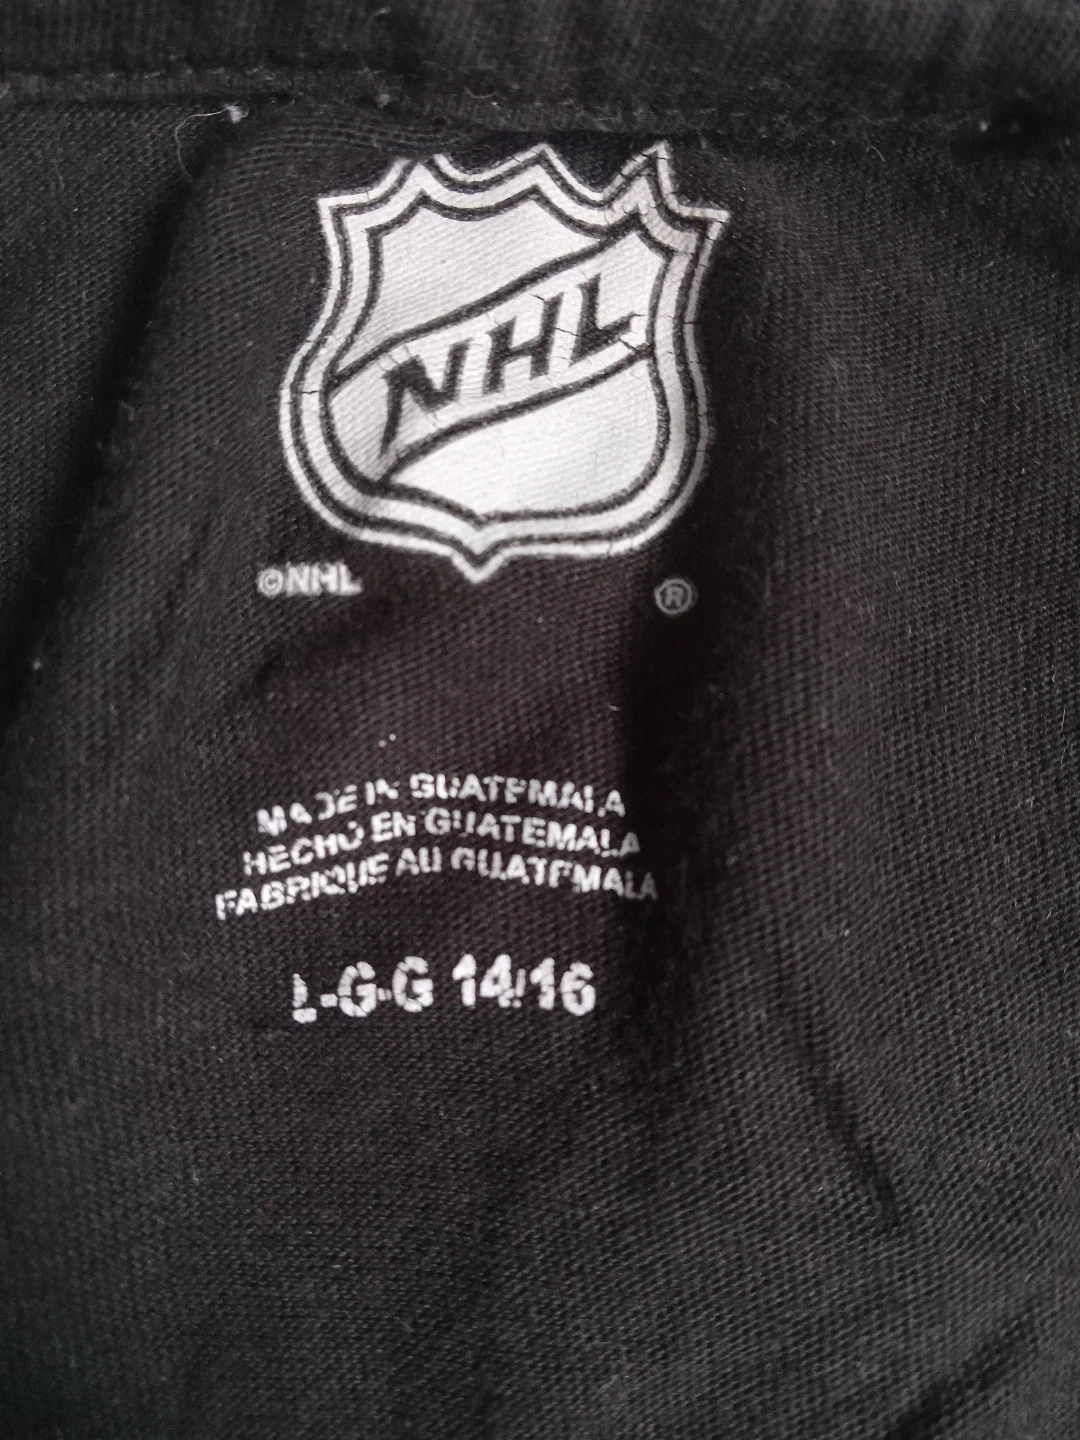 NHL
©NHL
®
MADE IN GUATEMALA
HECHO EN GUATEMALA
FABRIQUE AU GUATEMALA
L-G-G 14/16